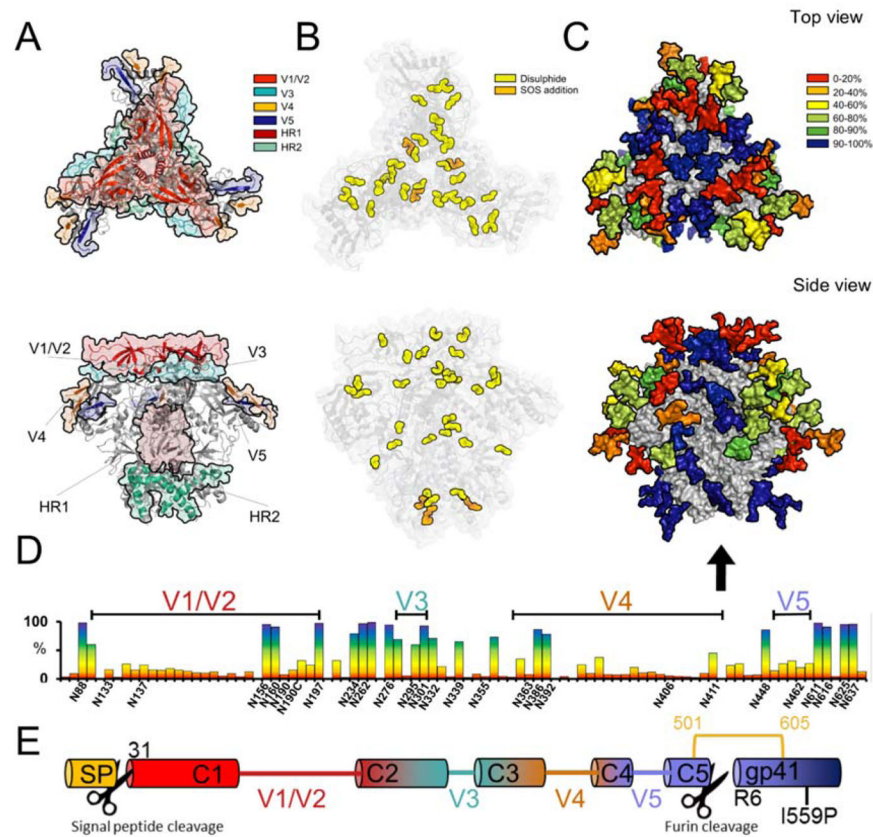 A
B
C
Top view
V1/V2
V3
V4
V5
HR1
HR2
Disulphide
SOS addition
0-20%
20-40%
40-60%
60-80%
80-90%
90-100%
Side view
V1/V2
V3
V4
V5
HR1
HR2
D
V1/V2
V3
V4
V5
100
%
0
N88
N133
N137
N156
N160
N190
N190C
N197
N234
N262
N276
N295
N301
N332
N339
N355
N363
N386
N392
N406
N411
N448
N462
N611
N616
N625
N637
E
501
605
31
SP
C1
C2
C3
C4
C5
gp41
V1/V2
V3
V4
V5
R6
I559P
Signal peptide cleavage
Furin cleavage